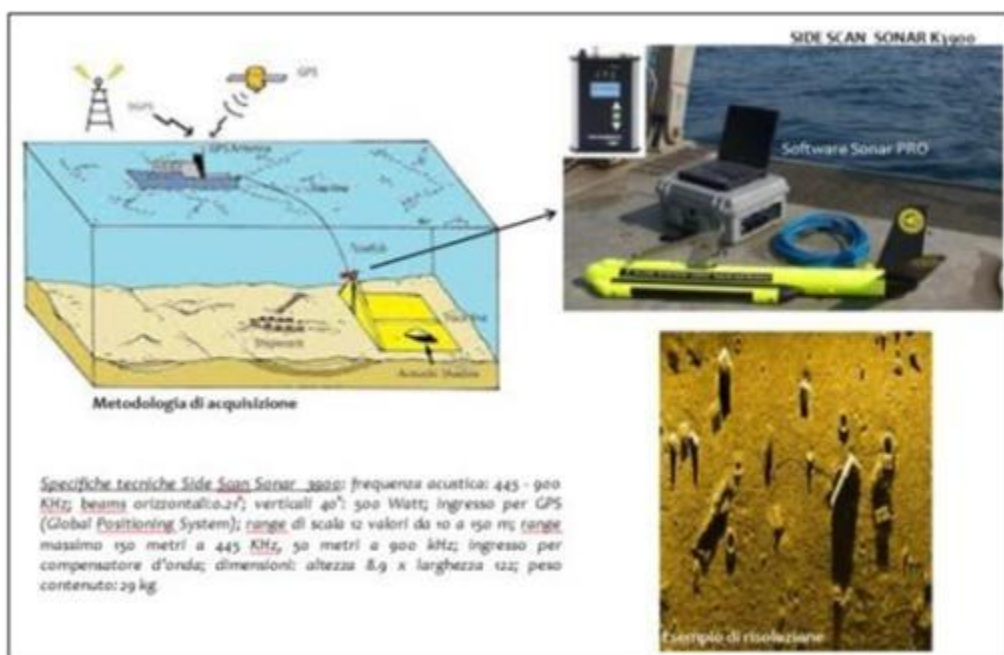 SIDE SCAN SONAR K3900
GPS
DGPS
GPS Antenna
Software Sonar PRO
Towfish
Shipwreck
Acoustic Shadow
Metodologia di acquisizione
Specifiche tecniche Side Scan Sonar 3900: frequenza acustica: 445 - 900
KHz; beams orizzontali:0.21°; verticali 40°: 500 Watt; ingresso per GPS
(Global Positioning System); range di scala 12 valori da 10 a 150 m; range
massimo 150 metri a 445 KHz, 50 metri a 900 kHz; ingresso per
compensatore d'onda; dimensioni: altezza 8.9 x larghezza 122; peso
contenuto: 29 kg.
Esempio di risoluzione